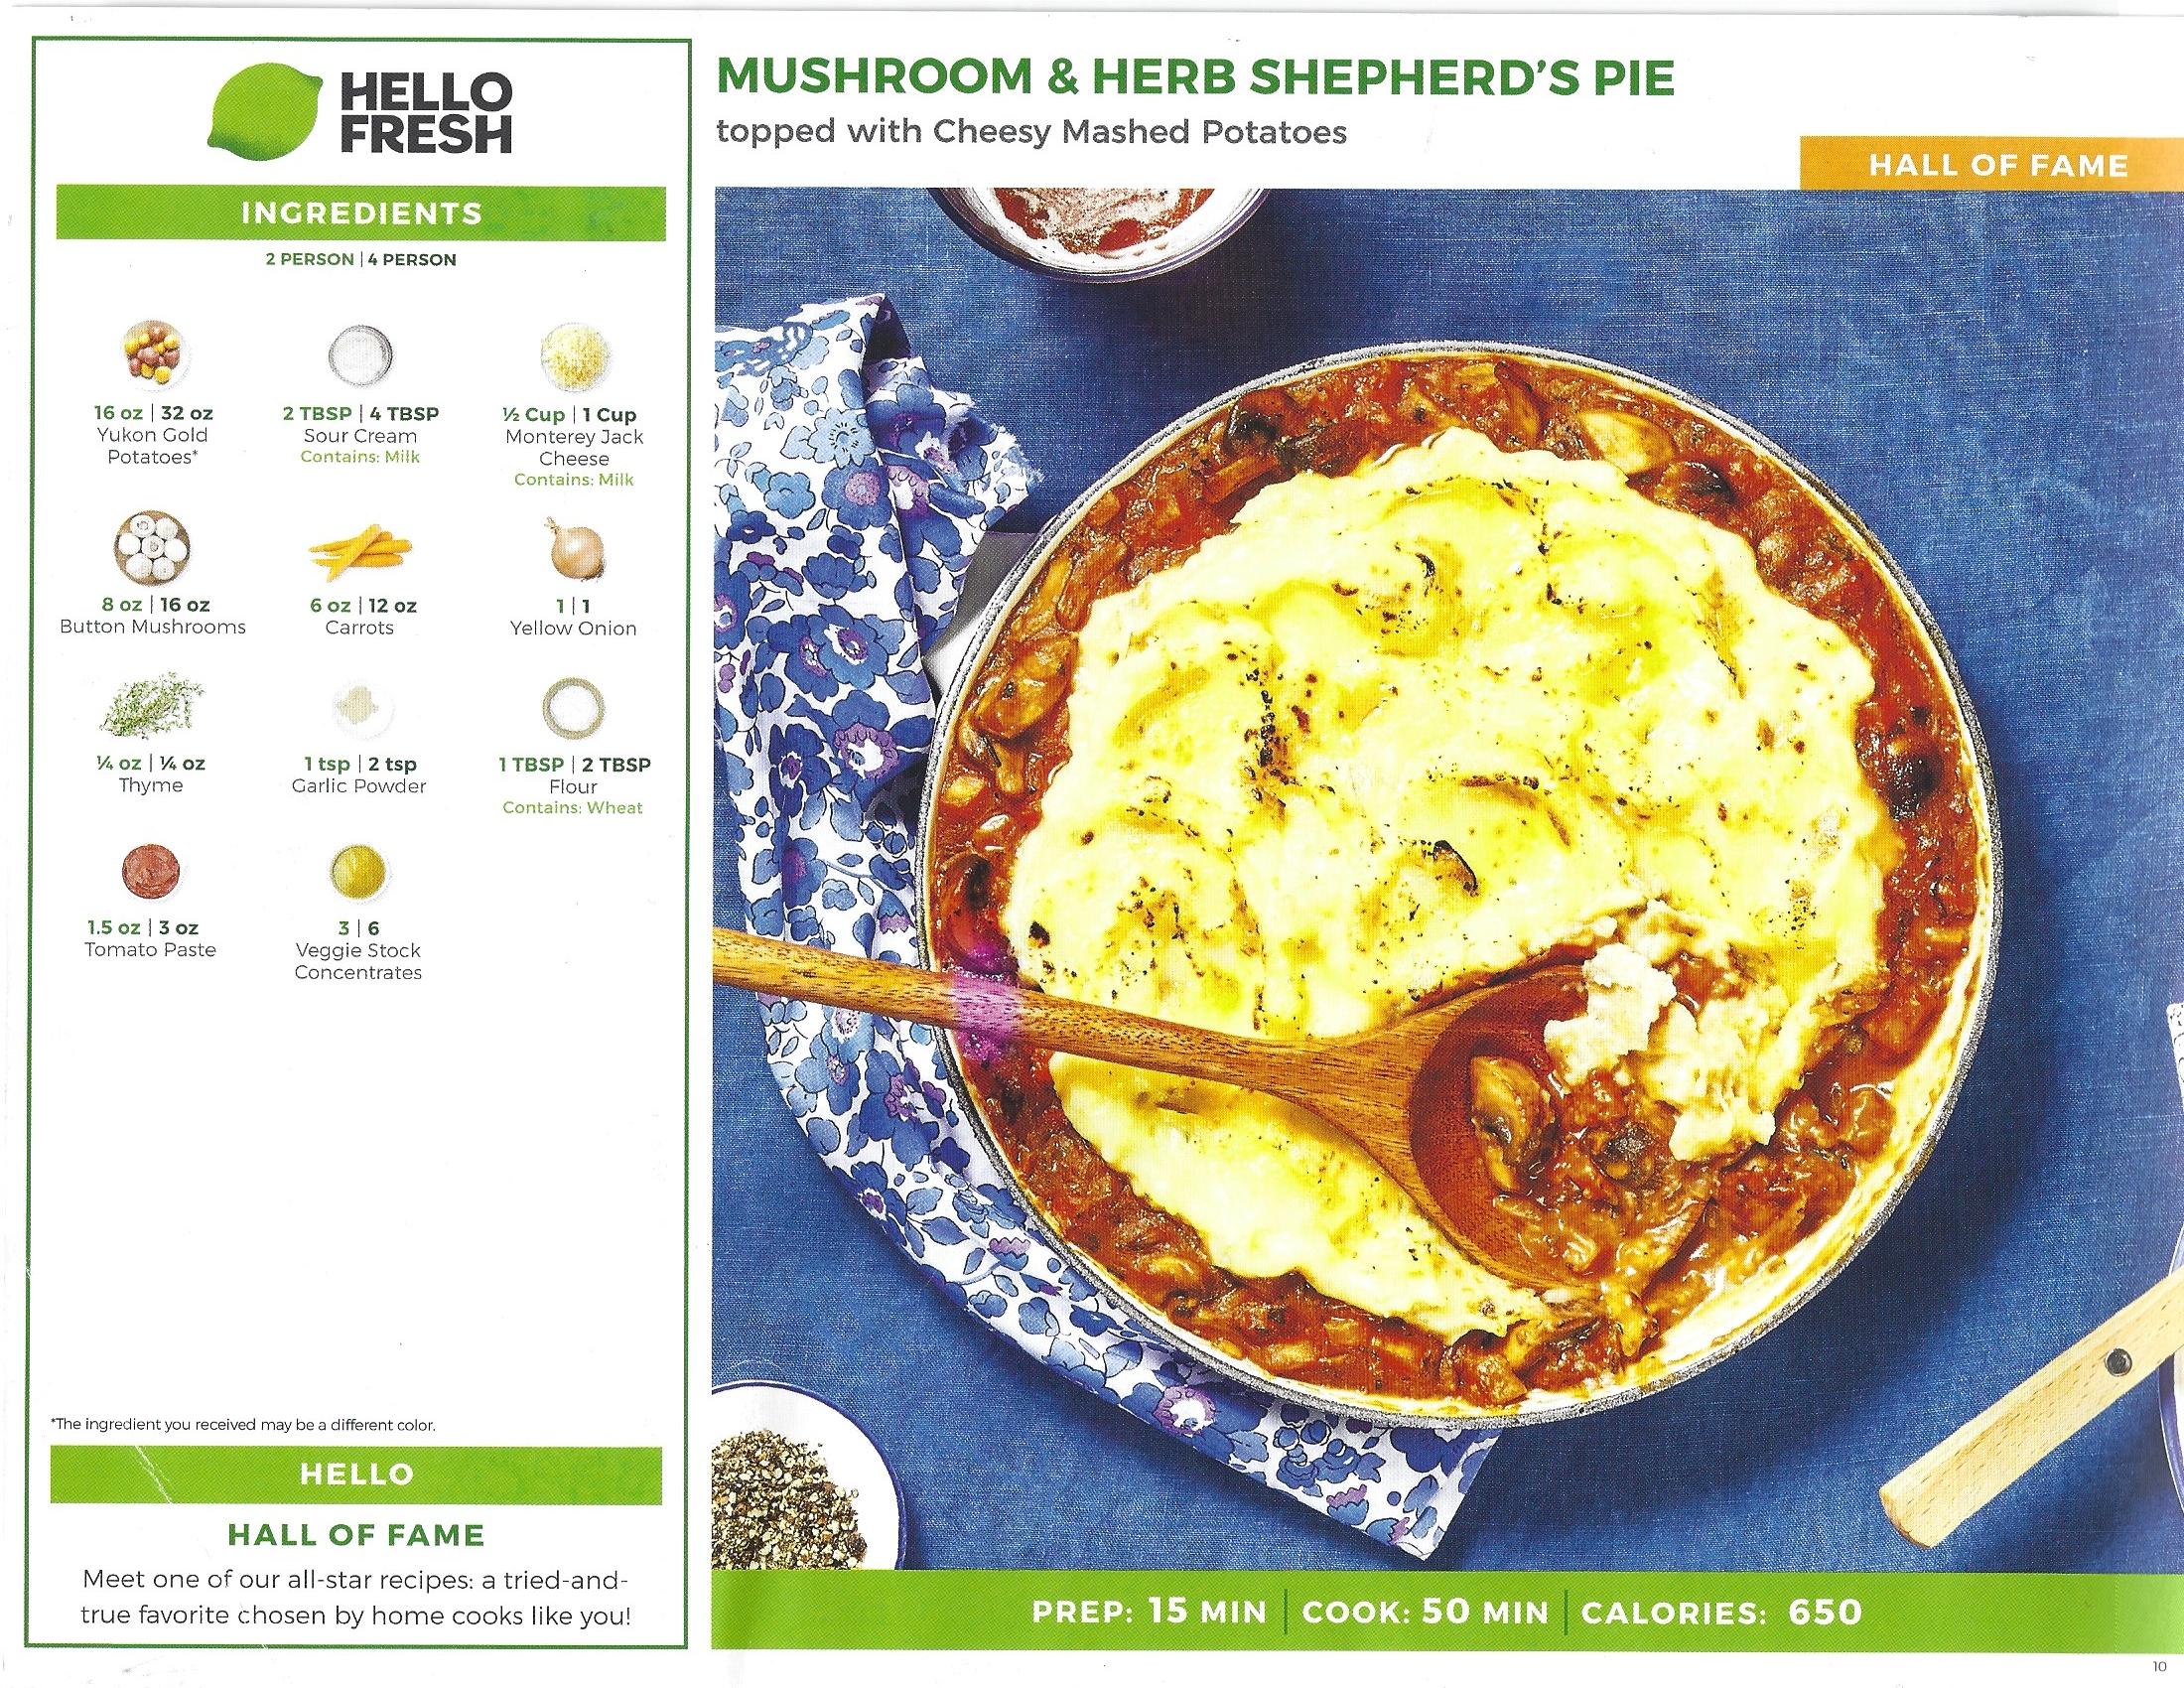 HELLO
FRESH
INGREDIENTS
2 PERSON | 4 PERSON
16 oz | 32 oz
Yukon Gold
Potatoes*
2 TBSP | 4 TBSP
Sour Cream
Contains: Milk
½ Cup | 1 Cup
Monterey Jack
Cheese
Contains: Milk
8 oz | 16 oz
Button Mushrooms
6 oz | 12 oz
Carrots
1 | 1
Yellow Onion
¼ oz | ¼ oz
Thyme
1 tsp | 2 tsp
Garlic Powder
1 TBSP | 2 TBSP
Flour
Contains: Wheat
1.5 oz | 3 oz
Tomato Paste
3 | 6
Veggie Stock
Concentrates
*The ingredient you received may be a different color.
HELLO
HALL OF FAME
Meet one of our all-star recipes: a tried-and-
true favorite chosen by home cooks like you!
MUSHROOM & HERB SHEPHERD'S PIE
topped with Cheesy Mashed Potatoes
HALL OF FAME
PREP: 15 MIN | COOK: 50 MIN | CALORIES: 650
10